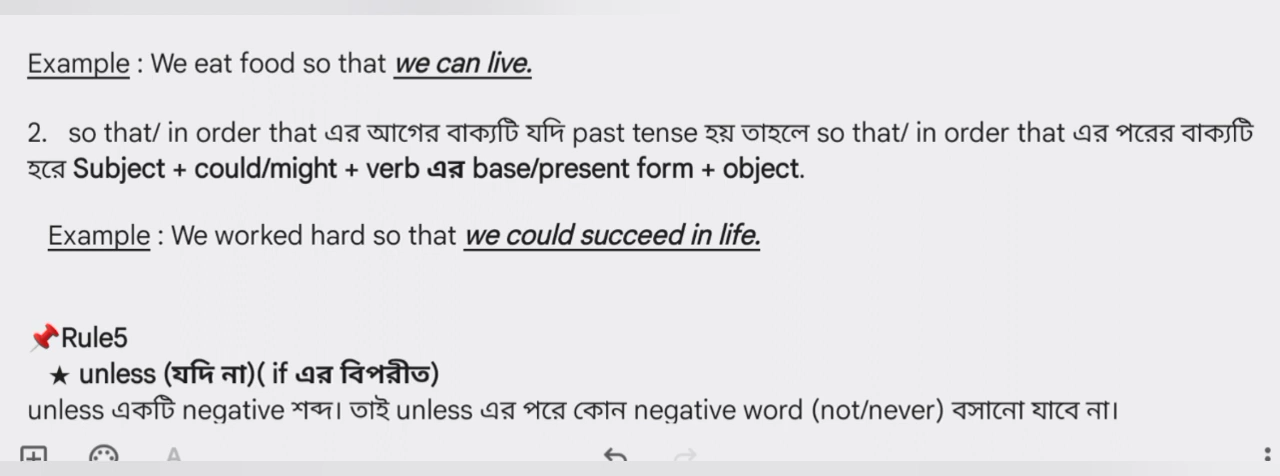 Example : We eat food so that we can live.
2. so that/ in order that এর আগের বাক্যটি যদি past tense হয় তাহলে so that/ in order that এর পরের বাক্যটি
হবে Subject + could/might + verb এর base/present form + object.
Example : We worked hard so that we could succeed in life.
📌Rule5
★ unless (যদি না)( if এর বিপরীত)
unless একটি negative শব্দ। তাই unless এর পরে কোন negative word (not/never) বসানো যাবে না।
A